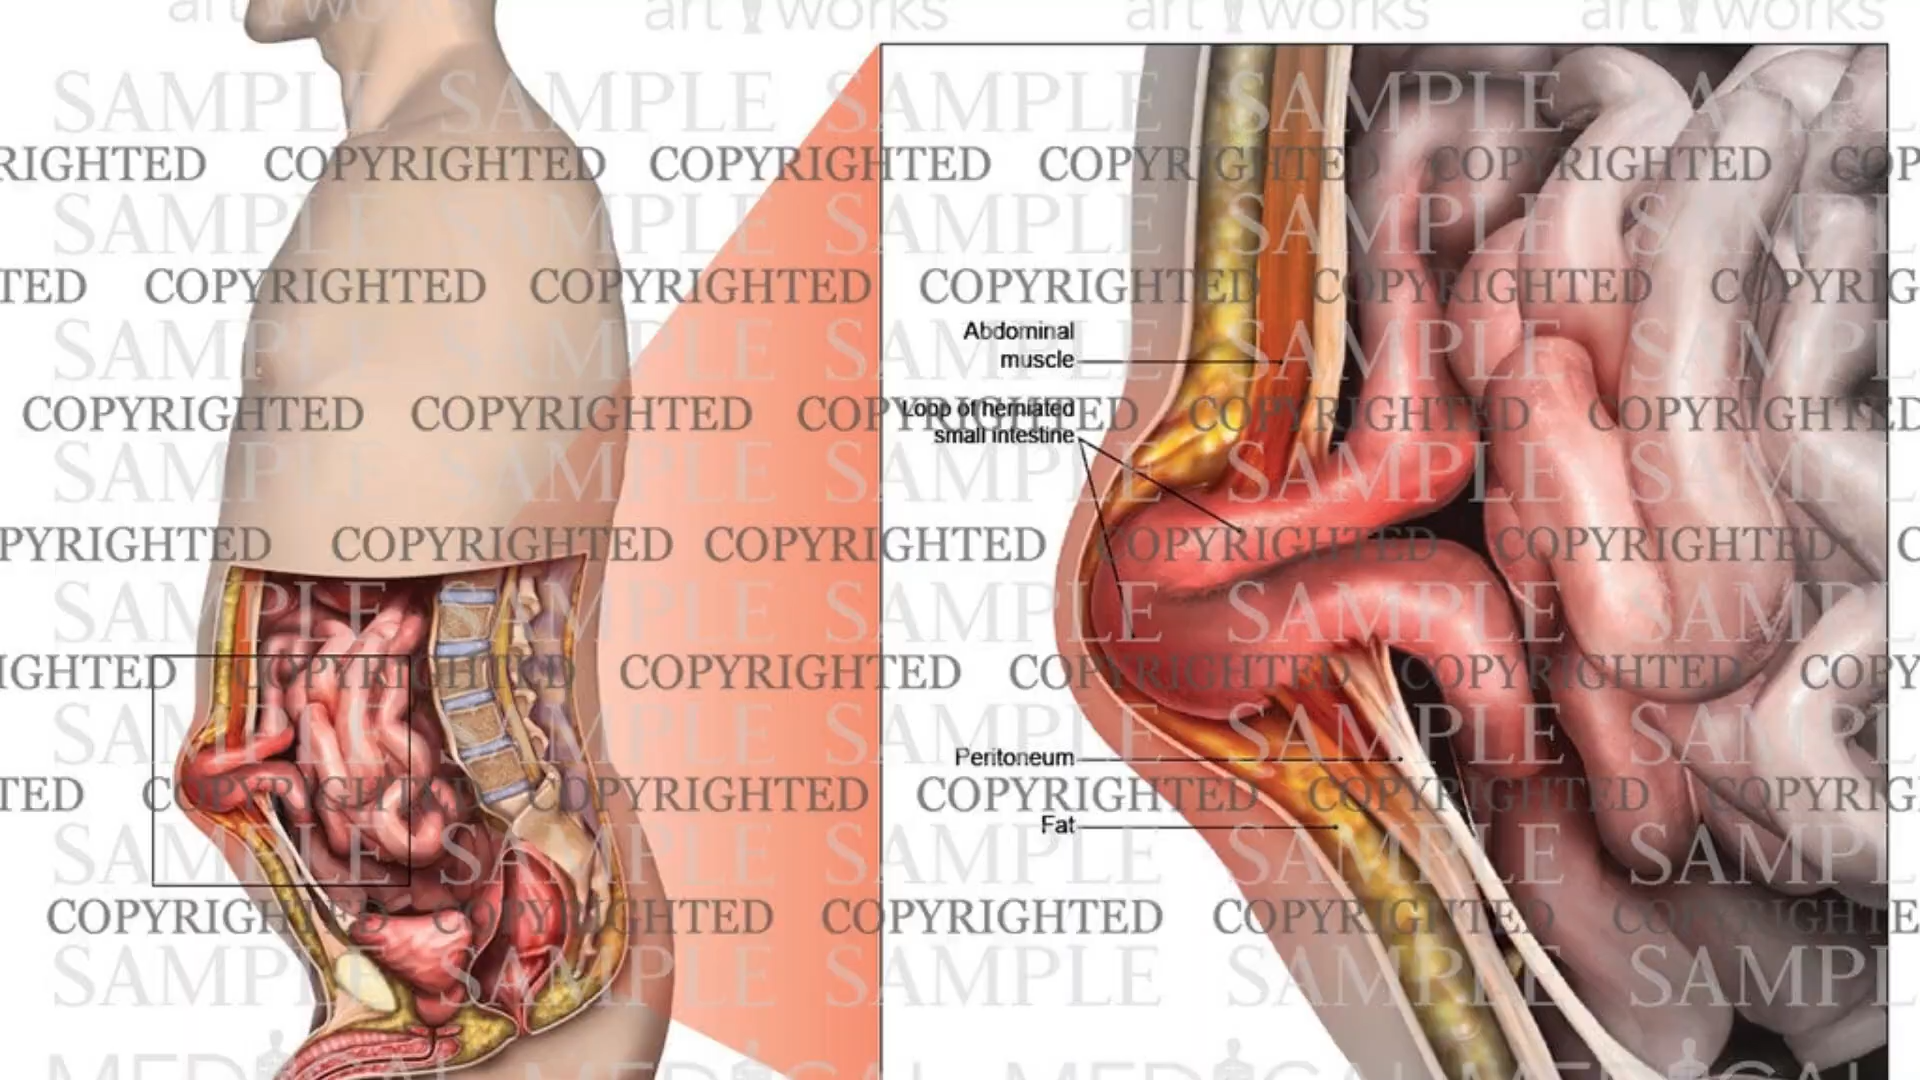 art works art works art works art works
SAMPLE SAMPLE SAMPLE SAMPLE SAMPLE
RIGHTED COPYRIGHTED COPYRIGHTED COPYRIGHTED COPYRIGHTED COP
SAMPLE SAMPLE SAMPLE SAMPLE SAMPLE
TED COPYRIGHTED COPYRIGHTED COPYRIGHTED COPYRIGHTED COPYRIG
SAMPLE SAMPLE SAMPLE SAMPLE SAMPLE
Abdominal
muscle
COPYRIGHTED COPYRIGHTED COPYRIGHTED COPYRIGHTED COPYRIGHTED
Loop of herniated
small intestine
SAMPLE SAMPLE SAMPLE SAMPLE SAMPLE
PYRIGHTED COPYRIGHTED COPYRIGHTED COPYRIGHTED COPYRIGHTED C
SAMPLE SAMPLE SAMPLE SAMPLE SAMPLE
IGHTED COPYRIGHTED COPYRIGHTED COPYRIGHTED COPYRIGHTED COPY
SAMPLE SAMPLE SAMPLE SAMPLE SAMPLE
Peritoneum
TED COPYRIGHTED COPYRIGHTED COPYRIGHTED COPYRIGHTED COPYRIG
Fat
SAMPLE SAMPLE SAMPLE SAMPLE SAMPLE
COPYRIGHTED COPYRIGHTED COPYRIGHTED COPYRIGHTED COPYRIGHTE
SAMPLE SAMPLE SAMPLE SAMPLE SAMPLE
MEDICAL MEDICAL MEDICAL MEDICAL